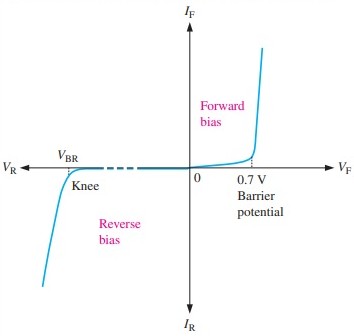 I_F
Forward
bias
V_BR
V_R
V_F
Knee
0
0.7 V
Barrier
potential
Reverse
bias
I_R